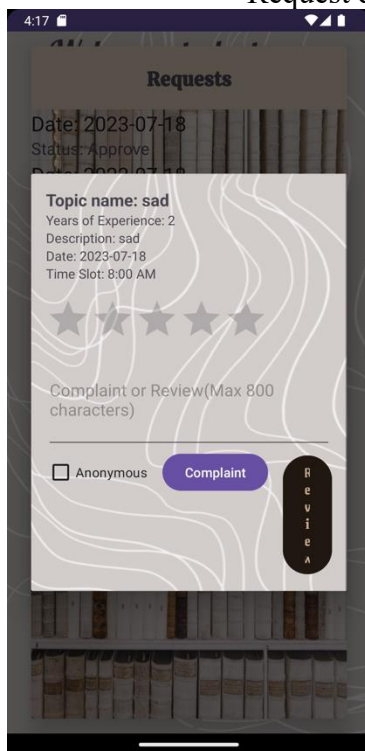 4:17
Requests
Date: 2023-07-18
Status: Approve
Topic name: sad
Years of Experience: 2
Description: sad
Date: 2023-07-18
Time Slot: 8:00 AM
Complaint or Review(Max 800
characters)
Anonymous
Complaint
R
e
v
i
e